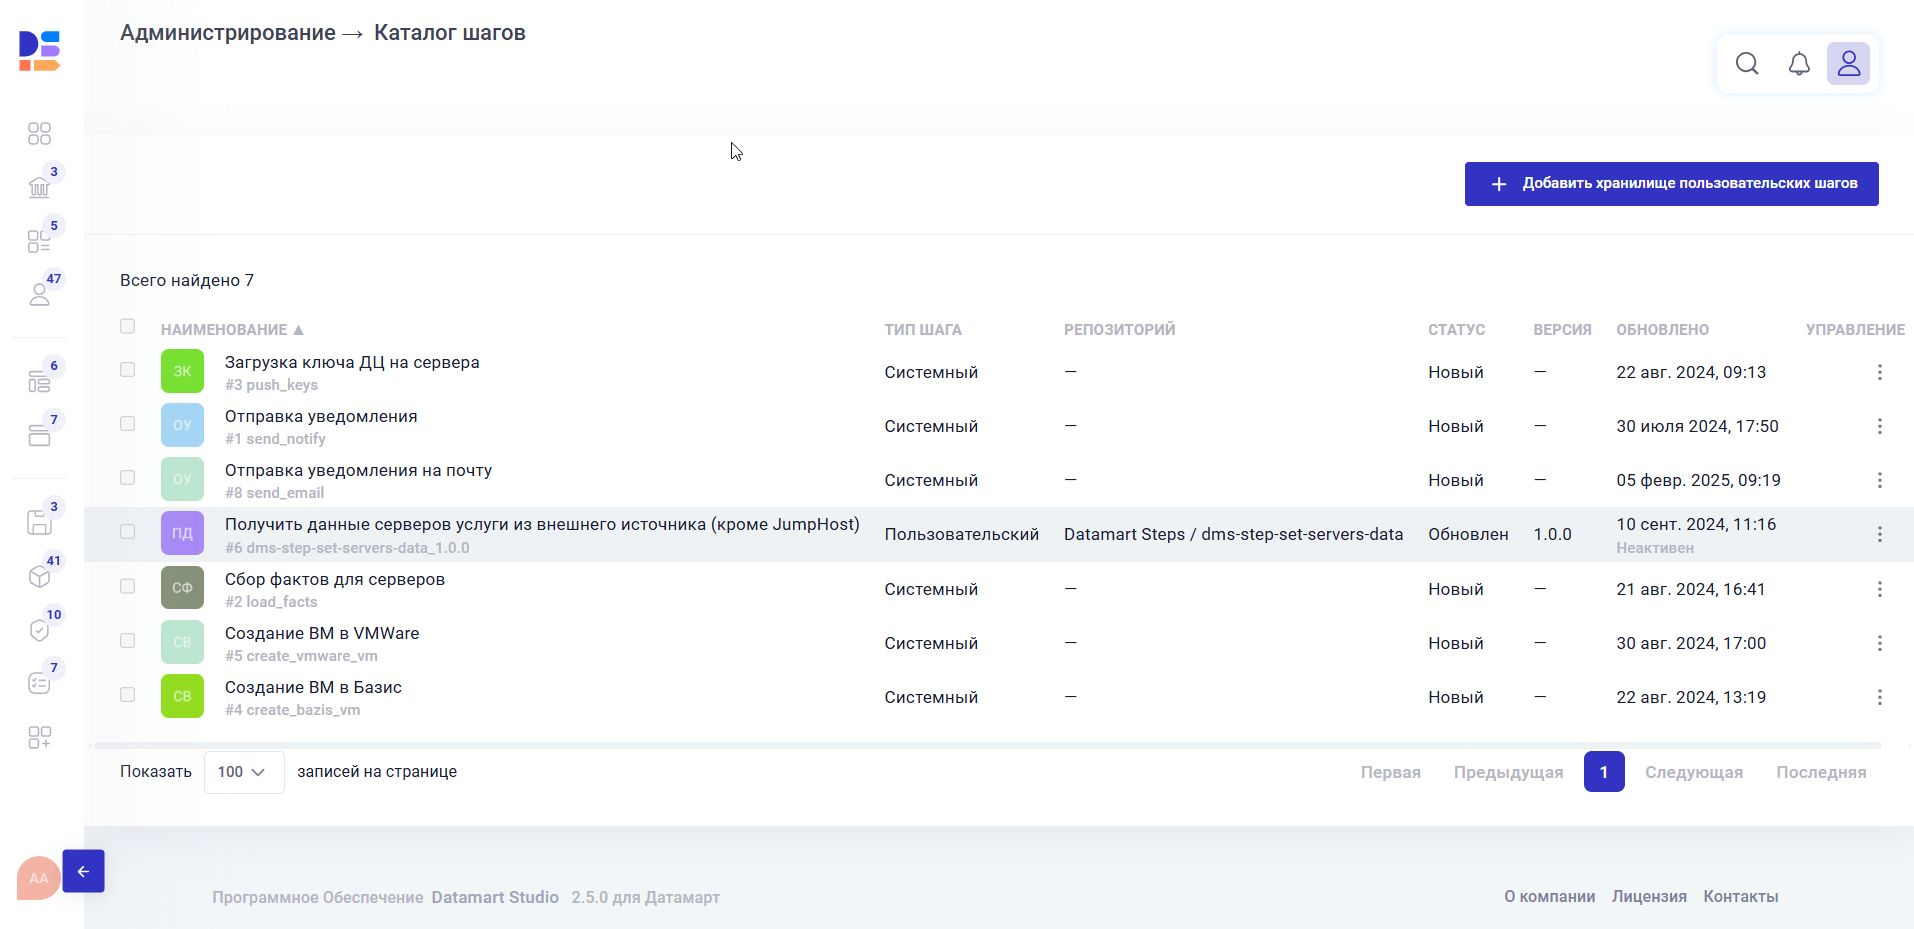 Администрирование → Каталог шагов
3
5
47
6
7
3
41
10
7
AA
+ Добавить хранилище пользовательских шагов
Всего найдено 7
НАИМЕНОВАНИЕ ▲ ТИП ШАГА РЕПОЗИТОРИЙ СТАТУС ВЕРСИЯ ОБНОВЛЕНО УПРАВЛЕНИЕ
ЗК Загрузка ключа ДЦ на сервера Системный — Новый — 22 авг. 2024, 09:13
#3 push_keys
ОУ Отправка уведомления Системный — Новый — 30 июля 2024, 17:50
#1 send_notify
ОУ Отправка уведомления на почту Системный — Новый — 05 февр. 2025, 09:19
#8 send_email
ПД Получить данные серверов услуги из внешнего источника (кроме JumpHost) Пользовательский Datamart Steps / dms-step-set-servers-data Обновлен 1.0.0 10 сент. 2024, 11:16
#6 dms-step-set-servers-data_1.0.0 Неактивен
СФ Сбор фактов для серверов Системный — Новый — 21 авг. 2024, 16:41
#2 load_facts
СВ Создание ВМ в VMWare Системный — Новый — 30 авг. 2024, 17:00
#5 create_vmware_vm
СВ Создание ВМ в Базис Системный — Новый — 22 авг. 2024, 13:19
#4 create_bazis_vm
Показать 100 записей на странице Первая Предыдущая 1 Следующая Последняя
Программное Обеспечение Datamart Studio 2.5.0 для Датамарт О компании Лицензия Контакты